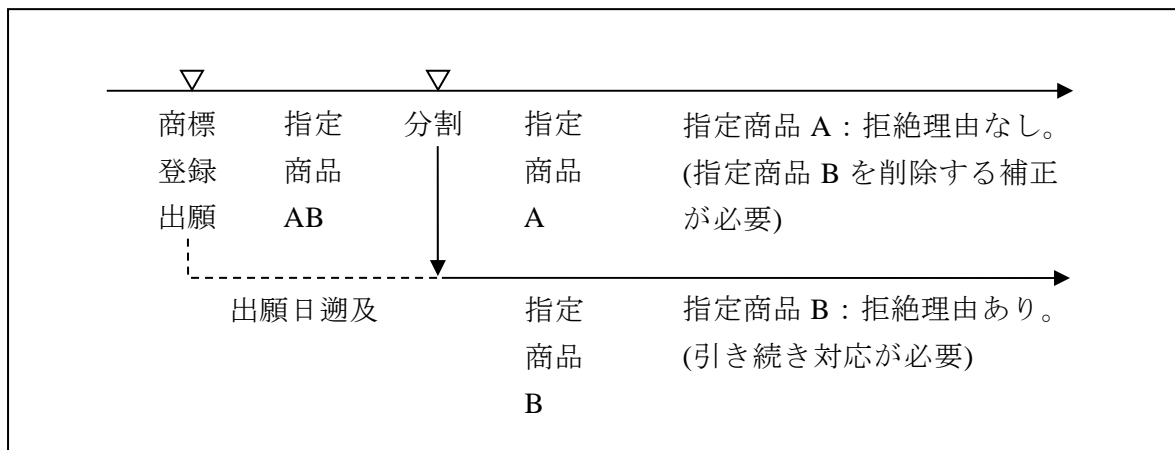 商標 指定 分割 指定 指定商品 A：拒絶理由なし。
登録 商品 商品 (指定商品 B を削除する補正
出願 AB A が必要)
出願日遡及 指定 指定商品 B：拒絶理由あり。
商品 (引き続き対応が必要)
B